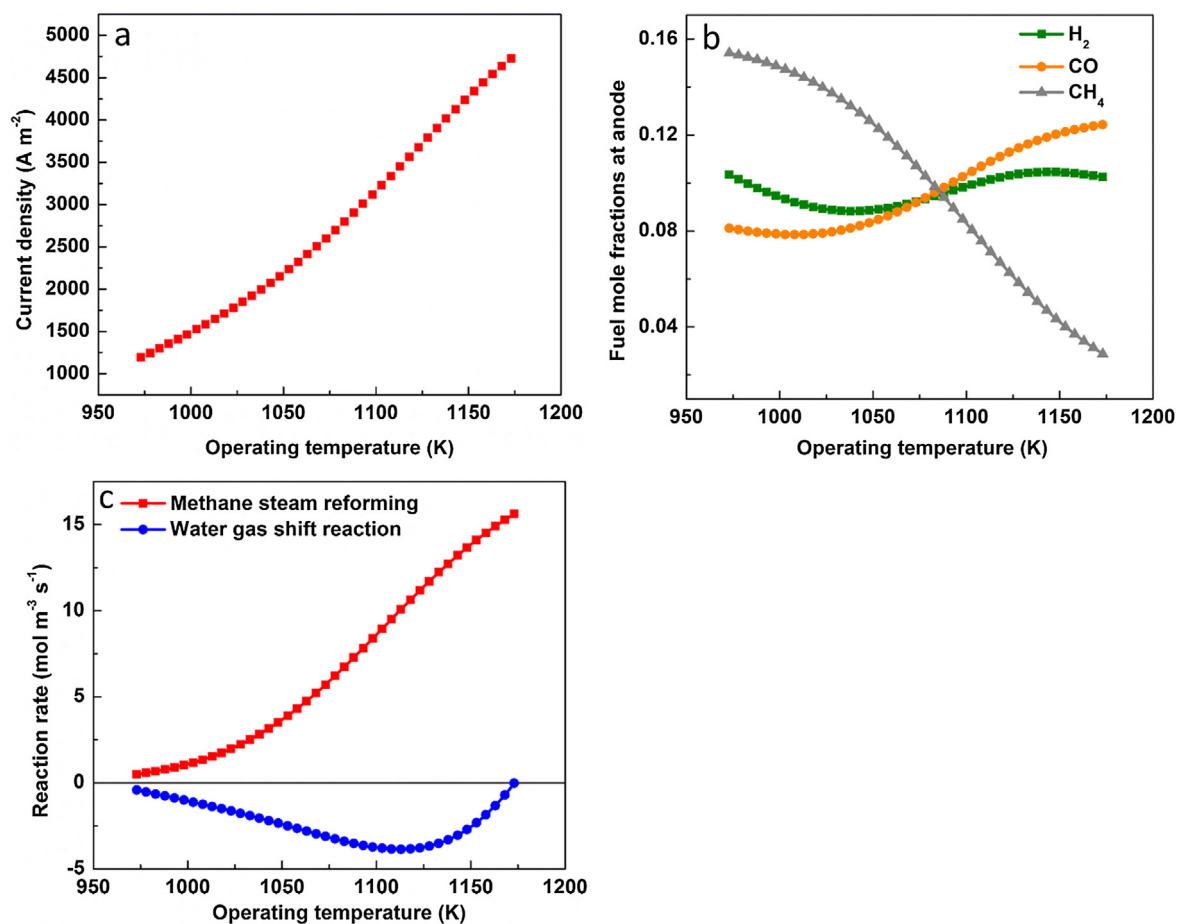 a
Current density (A m⁻²)
5000
4500
4000
3500
3000
2500
2000
1500
1000
950 1000 1050 1100 1150 1200
Operating temperature (K)
b
Fuel mole fractions at anode
H₂
CO
CH₄
0.16
0.12
0.08
0.04
950 1000 1050 1100 1150 1200
Operating temperature (K)
c
Methane steam reforming
Water gas shift reaction
Reaction rate (mol m⁻³ s⁻¹)
15
10
5
0
-5
950 1000 1050 1100 1150 1200
Operating temperature (K)